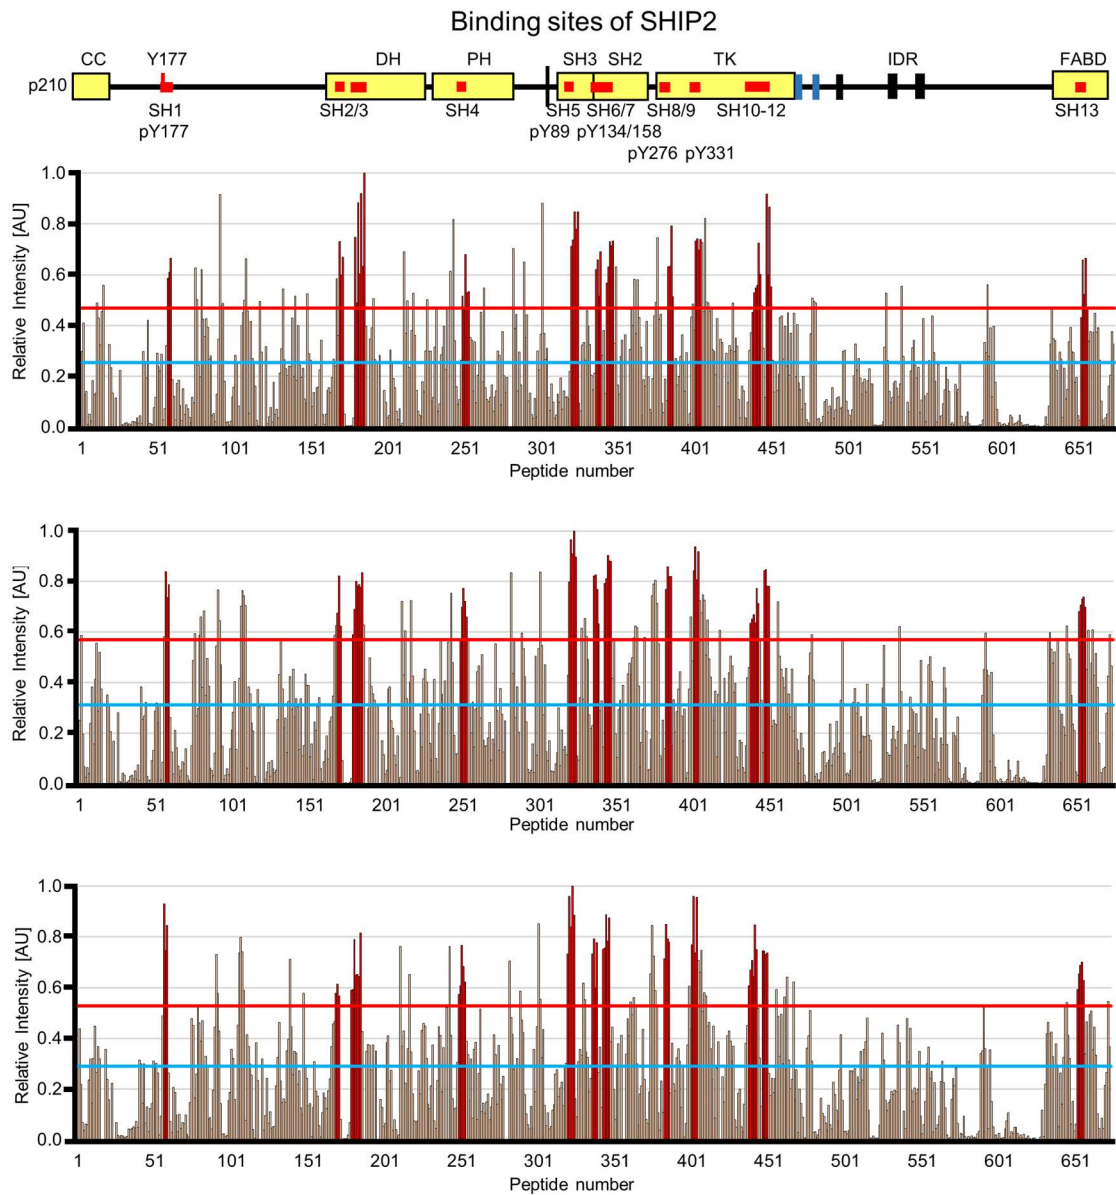 Binding sites of SHIP2
CC Y177 DH PH SH3 SH2 TK IDR FABD
p210
SH1 SH2/3 SH4 SH5 SH6/7 SH8/9 SH10-12 SH13
pY177 pY89 pY134/158
pY276 pY331
Relative Intensity [AU]
1.0
0.8
0.6
0.4
0.2
0.0
1 51 101 151 201 251 301 351 401 451 501 551 601 651
Peptide number
Relative Intensity [AU]
1.0
0.8
0.6
0.4
0.2
0.0
1 51 101 151 201 251 301 351 401 451 501 551 601 651
Peptide number
Relative Intensity [AU]
1.0
0.8
0.6
0.4
0.2
0.0
1 51 101 151 201 251 301 351 401 451 501 551 601 651
Peptide number